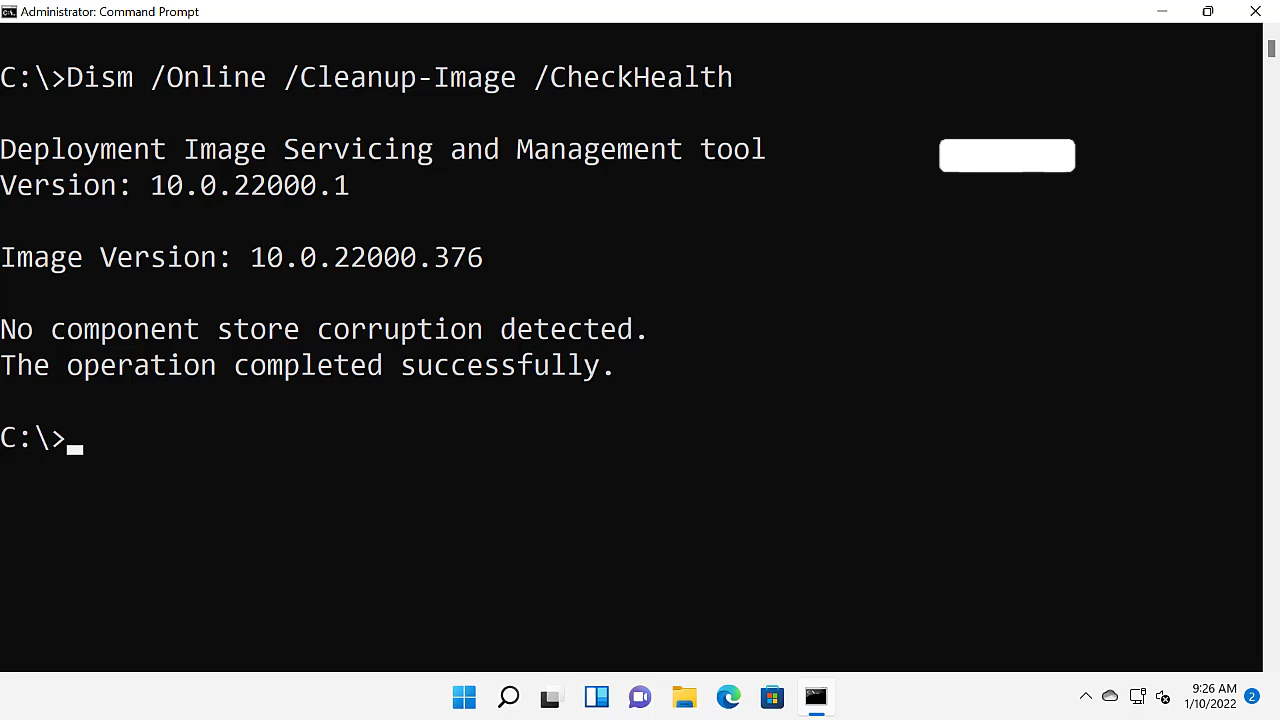 Administrator: Command Prompt
C:\>Dism /Online /Cleanup-Image /CheckHealth
Deployment Image Servicing and Management tool
Version: 10.0.22000.1
Image Version: 10.0.22000.376
No component store corruption detected.
The operation completed successfully.
C:\>
9:26 AM
1/10/2022
2